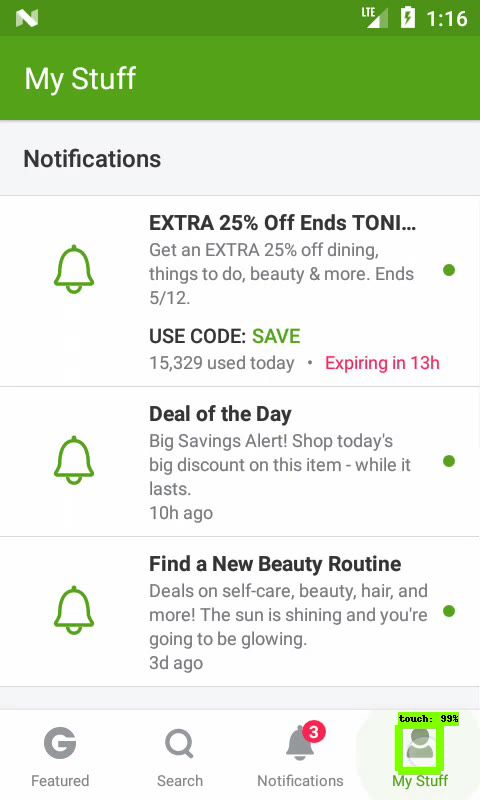 LTE 1:16
My Stuff
Notifications
EXTRA 25% Off Ends TONI...
Get an EXTRA 25% off dining,
things to do, beauty & more. Ends
5/12.
USE CODE: SAVE
15,329 used today • Expiring in 13h
Deal of the Day
Big Savings Alert! Shop today's
big discount on this item - while it
lasts.
10h ago
Find a New Beauty Routine
Deals on self-care, beauty, hair, and
more! The sun is shining and you're
going to be glowing.
3d ago
touch: 99%
G
3
Featured Search Notifications My Stuff